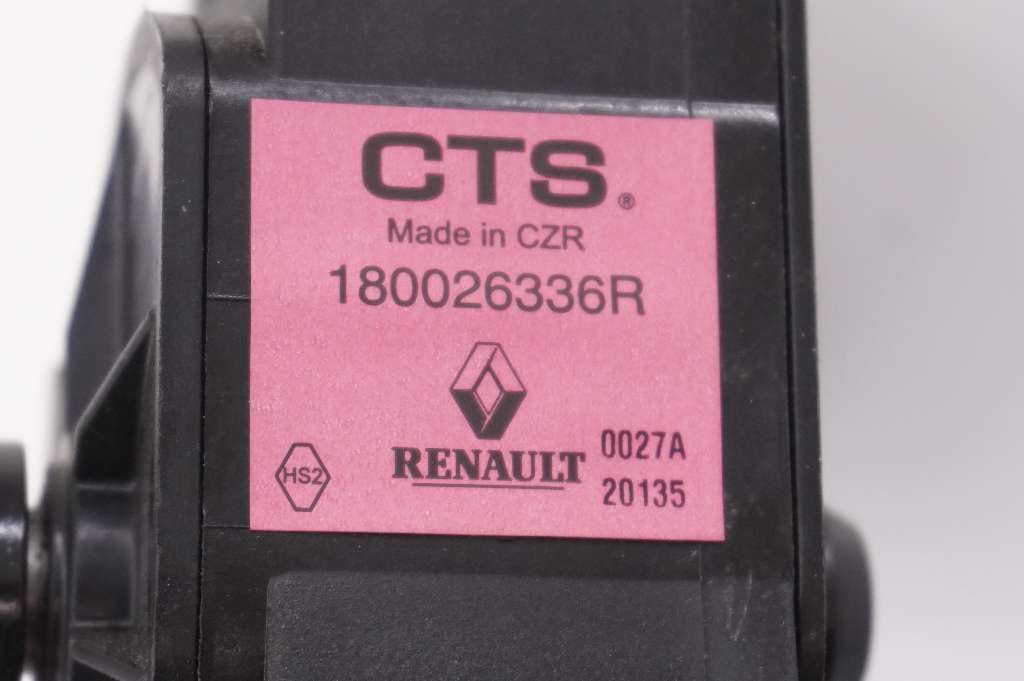 CTS®
Made in CZR
180026336R
RENAULT
0027A
HS2
20135